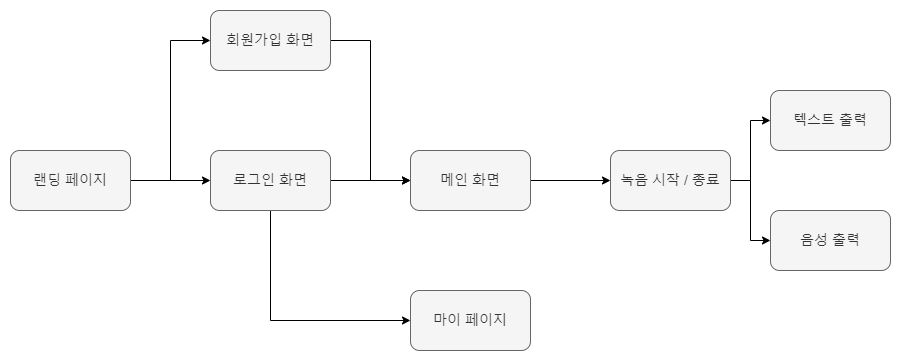 회원가입 화면
랜딩 페이지
로그인 화면
메인 화면
녹음 시작 / 종료
텍스트 출력
음성 출력
마이 페이지